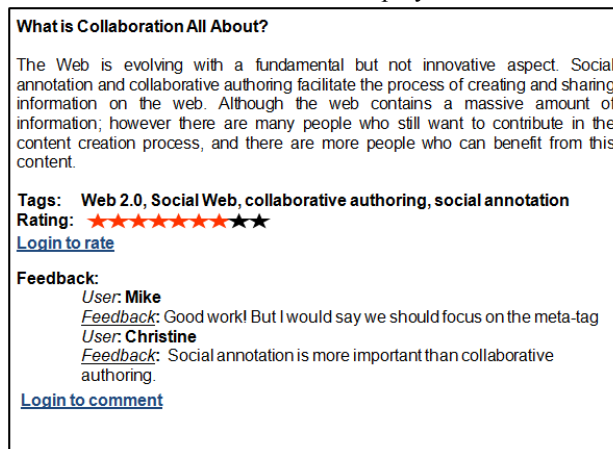 What is Collaboration All About?
The Web is evolving with a fundamental but not innovative aspect. Social
annotation and collaborative authoring facilitate the process of creating and sharing
information on the web. Although the web contains a massive amount of
information; however there are many people who still want to contribute in the
content creation process, and there are more people who can benefit from this
content.
Tags: Web 2.0, Social Web, collaborative authoring, social annotation
Rating: ★★★★★★★★★
Login to rate
Feedback:
User: Mike
Feedback: Good work! But I would say we should focus on the meta-tag
User: Christine
Feedback: Social annotation is more important than collaborative
authoring.
Login to comment